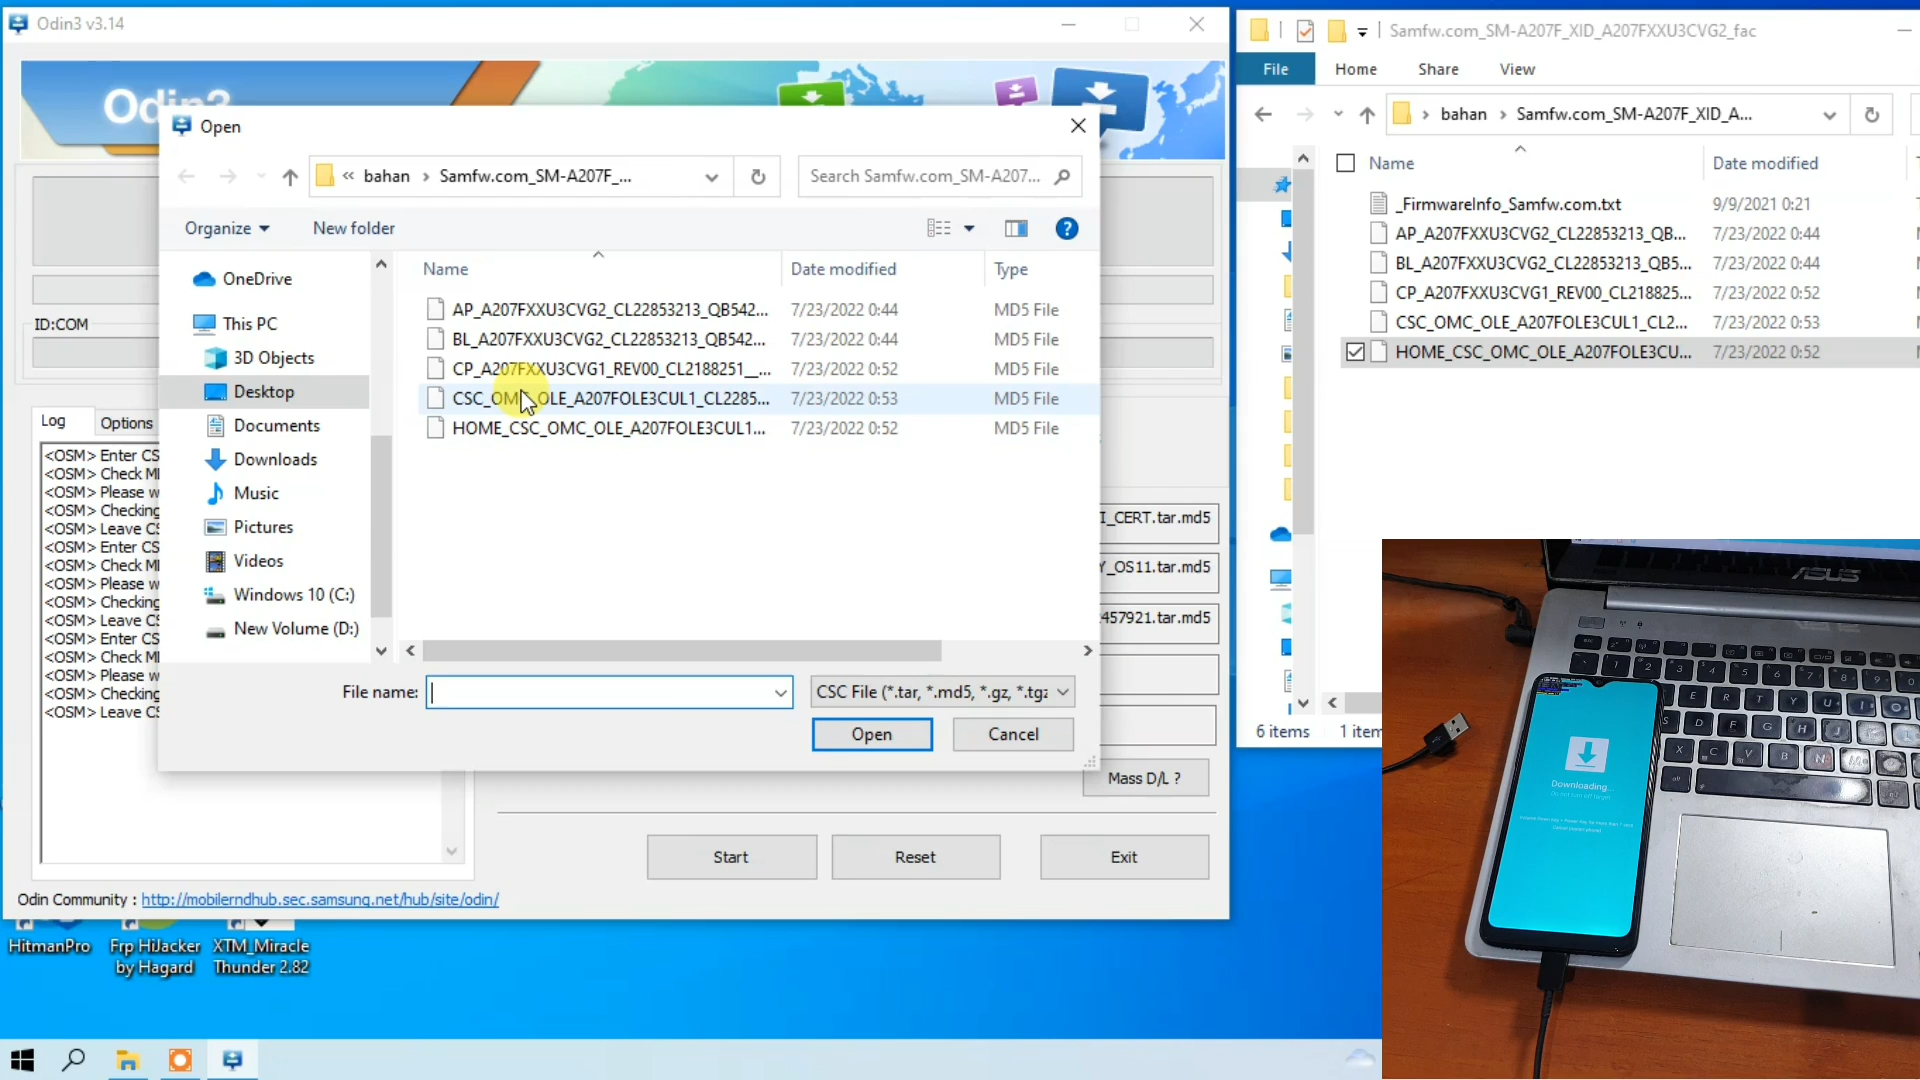 Odin3 v3.14
Odin3
ID:COM
Log
Options
<OSM> Enter CS
<OSM> Check M
<OSM> Please w
<OSM> Checking
<OSM> Leave CS
<OSM> Enter CS
<OSM> Check M
<OSM> Please w
<OSM> Checking
<OSM> Leave CS
<OSM> Enter CS
<OSM> Check M
<OSM> Please w
<OSM> Checking
<OSM> Leave CS
Open
« bahan › Samfw.com_SM-A207F_...
Search Samfw.com_SM-A207...
Organize
New folder
OneDrive
This PC
3D Objects
Desktop
Documents
Downloads
Music
Pictures
Videos
Windows 10 (C:)
New Volume (D:)
Name Date modified Type
AP_A207FXXU3CVG2_CL22853213_QB542... 7/23/2022 0:44 MD5 File
BL_A207FXXU3CVG2_CL22853213_QB542... 7/23/2022 0:44 MD5 File
CP_A207FXXU3CVG1_REV00_CL2188251__... 7/23/2022 0:52 MD5 File
CSC_OMC_OLE_A207FOLE3CUL1_CL2285... 7/23/2022 0:53 MD5 File
HOME_CSC_OMC_OLE_A207FOLE3CUL1... 7/23/2022 0:52 MD5 File
File name:
CSC File (*.tar, *.md5, *.gz, *.tgz
Open
Cancel
I_CERT.tar.md5
Y_OS11.tar.md5
457921.tar.md5
Mass D/L ?
Start
Reset
Exit
Odin Community : http://mobilerndhub.sec.samsung.net/hub/site/odin/
HitmanPro
Frp HiJacker
by Hagard
XTM_Miracle
Thunder 2.82
Samfw.com_SM-A207F_XID_A207FXXU3CVG2_fac
File
Home
Share
View
bahan › Samfw.com_SM-A207F_XID_A...
Name Date modified
_FirmwareInfo_Samfw.com.txt 9/9/2021 0:21
AP_A207FXXU3CVG2_CL22853213_QB... 7/23/2022 0:44
BL_A207FXXU3CVG2_CL22853213_QB5... 7/23/2022 0:44
CP_A207FXXU3CVG1_REV00_CL218825... 7/23/2022 0:52
CSC_OMC_OLE_A207FOLE3CUL1_CL2... 7/23/2022 0:53
HOME_CSC_OMC_OLE_A207FOLE3CU... 7/23/2022 0:52
6 items
1 item
ASUS
Downloading...
Do not turn off target